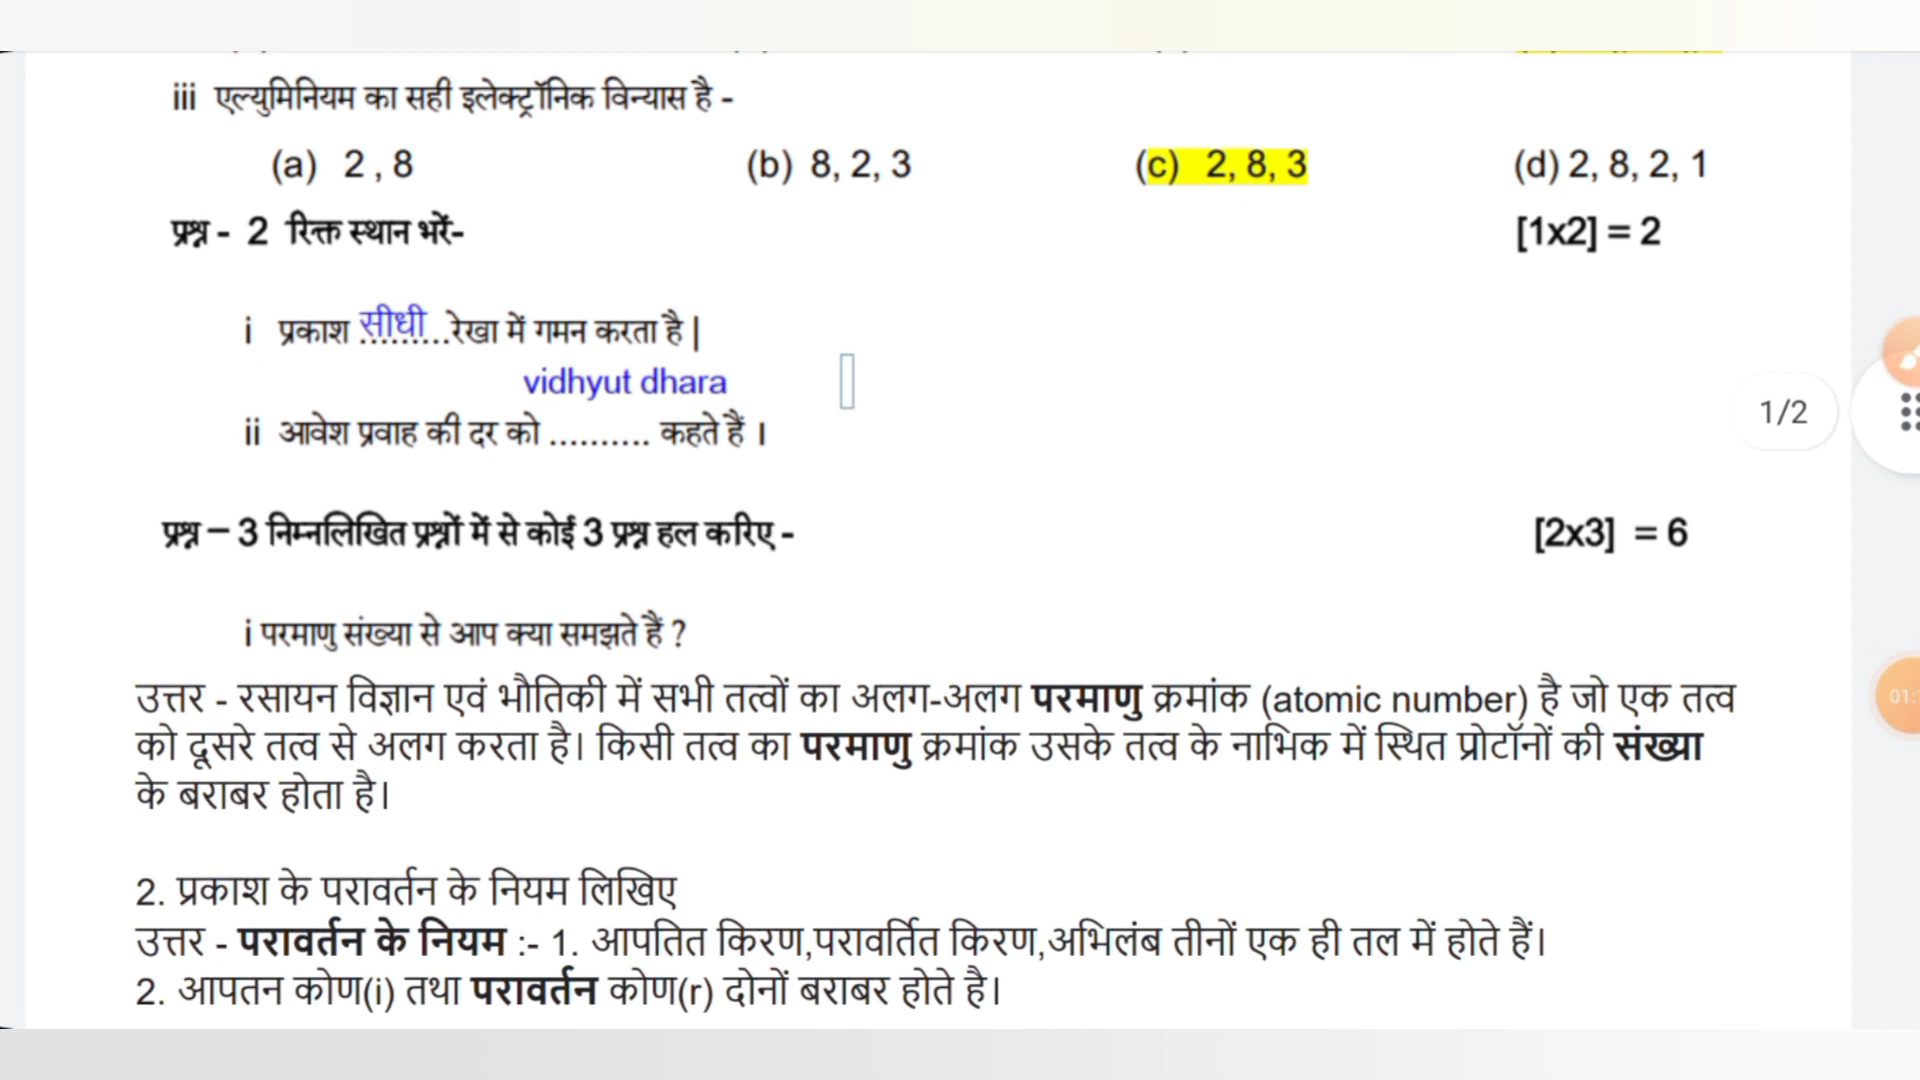 iii एल्युमिनियम का सही इलेक्ट्रॉनिक विन्यास है -
(a) 2 , 8 (b) 8, 2, 3 (c) 2, 8, 3 (d) 2, 8, 2, 1
प्रश्न - 2 रिक्त स्थान भरें- [1x2] = 2
i प्रकाश सीधी.........रेखा में गमन करता है |
vidhyut dhara
1/2
ii आवेश प्रवाह की दर को .......... कहते हैं ।
प्रश्न – 3 निम्नलिखित प्रश्नों में से कोई 3 प्रश्न हल करिए - [2x3] = 6
i परमाणु संख्या से आप क्या समझते हैं ?
उत्तर - रसायन विज्ञान एवं भौतिकी में सभी तत्वों का अलग-अलग परमाणु क्रमांक (atomic number) है जो एक तत्व
को दूसरे तत्व से अलग करता है। किसी तत्व का परमाणु क्रमांक उसके तत्व के नाभिक में स्थित प्रोटॉनों की संख्या
के बराबर होता है।
2. प्रकाश के परावर्तन के नियम लिखिए
उत्तर - परावर्तन के नियम :- 1. आपतित किरण,परावर्तित किरण,अभिलंब तीनों एक ही तल में होते हैं।
2. आपतन कोण(i) तथा परावर्तन कोण(r) दोनों बराबर होते है।